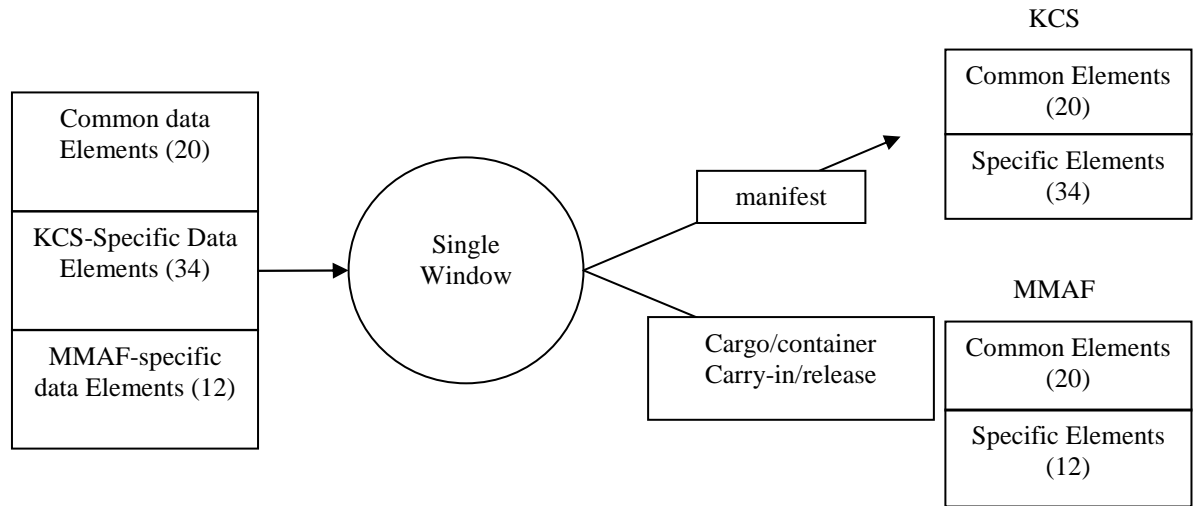 Common data
Elements (20)
KCS-Specific Data
Elements (34)
MMAF-specific
data Elements (12)
Single
Window
manifest
Cargo/container
Carry-in/release
KCS
Common Elements
(20)
Specific Elements
(34)
MMAF
Common Elements
(20)
Specific Elements
(12)